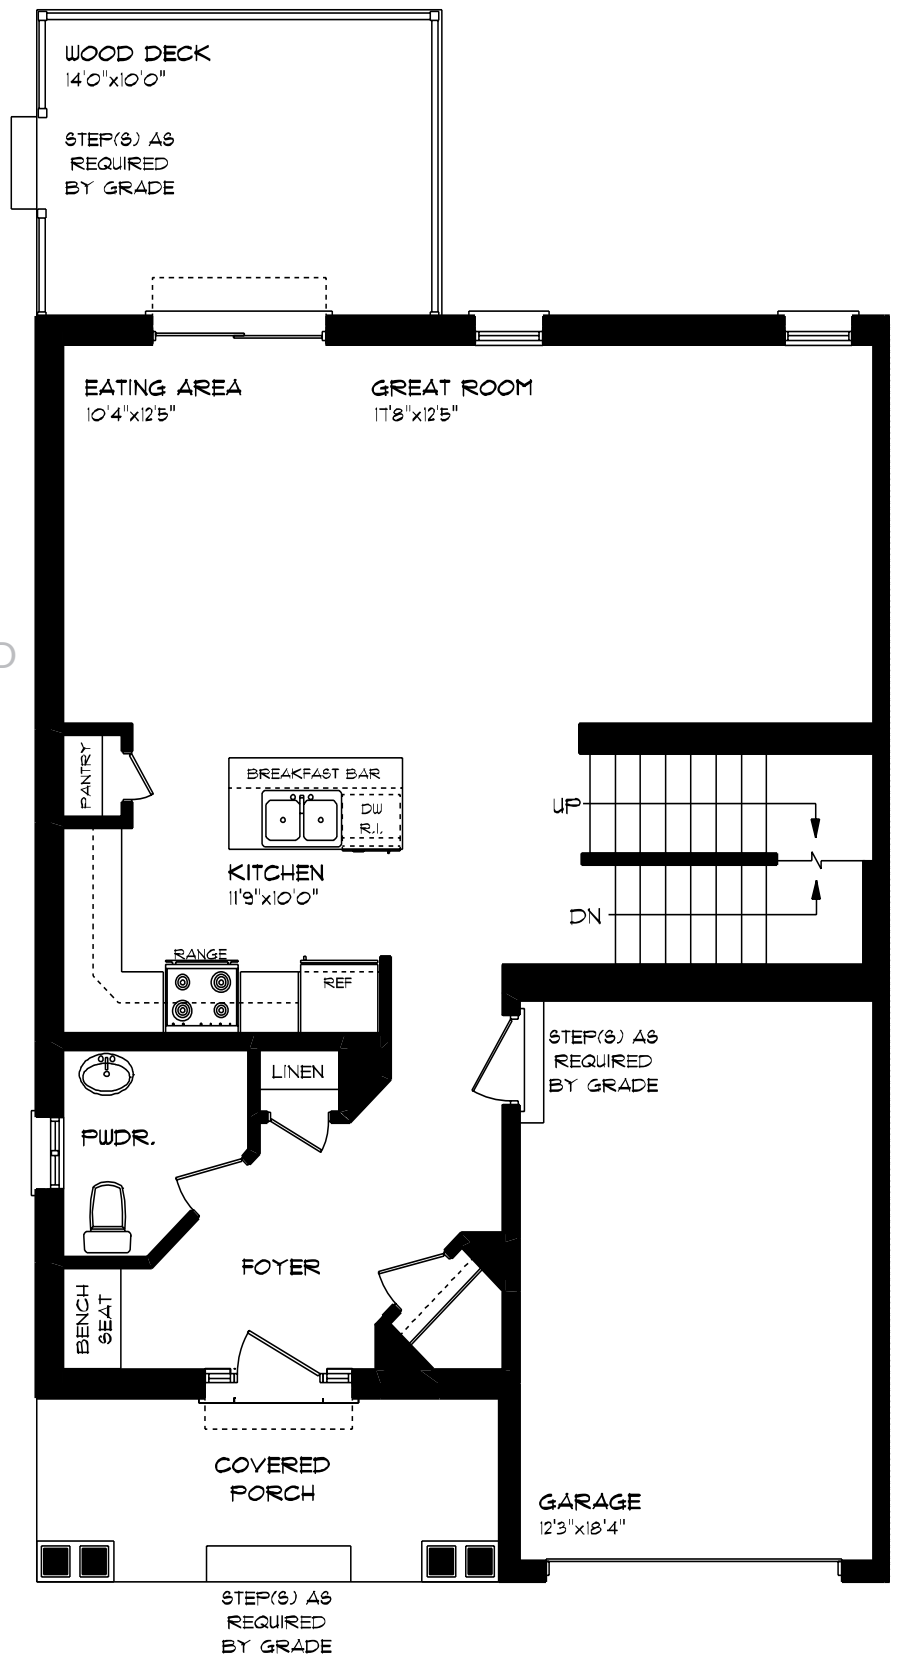 WOOD DECK
14'0"x10'0"
STEP(S) AS
REQUIRED
BY GRADE
EATING AREA
10'4"x12'5"
GREAT ROOM
17'8"x12'5"
D
PANTRY
BREAKFAST BAR
DW
R.I.
UP
KITCHEN
11'9"x10'0"
DN
RANGE
REF
STEP(S) AS
REQUIRED
BY GRADE
LINEN
PWDR.
FOYER
BENCH
SEAT
COVERED
PORCH
GARAGE
12'3"x18'4"
STEP(S) AS
REQUIRED
BY GRADE